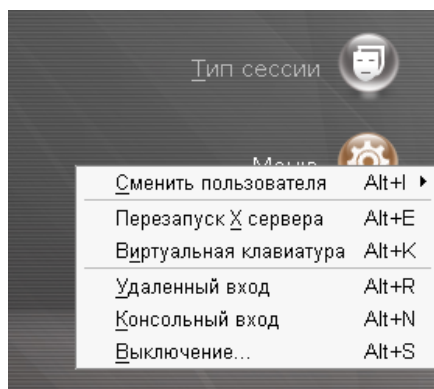 Тип сессии
Меню
Сменить пользователя Alt+I
Перезапуск X сервера Alt+E
Виртуальная клавиатура Alt+K
Удаленный вход Alt+R
Консольный вход Alt+N
Выключение... Alt+S